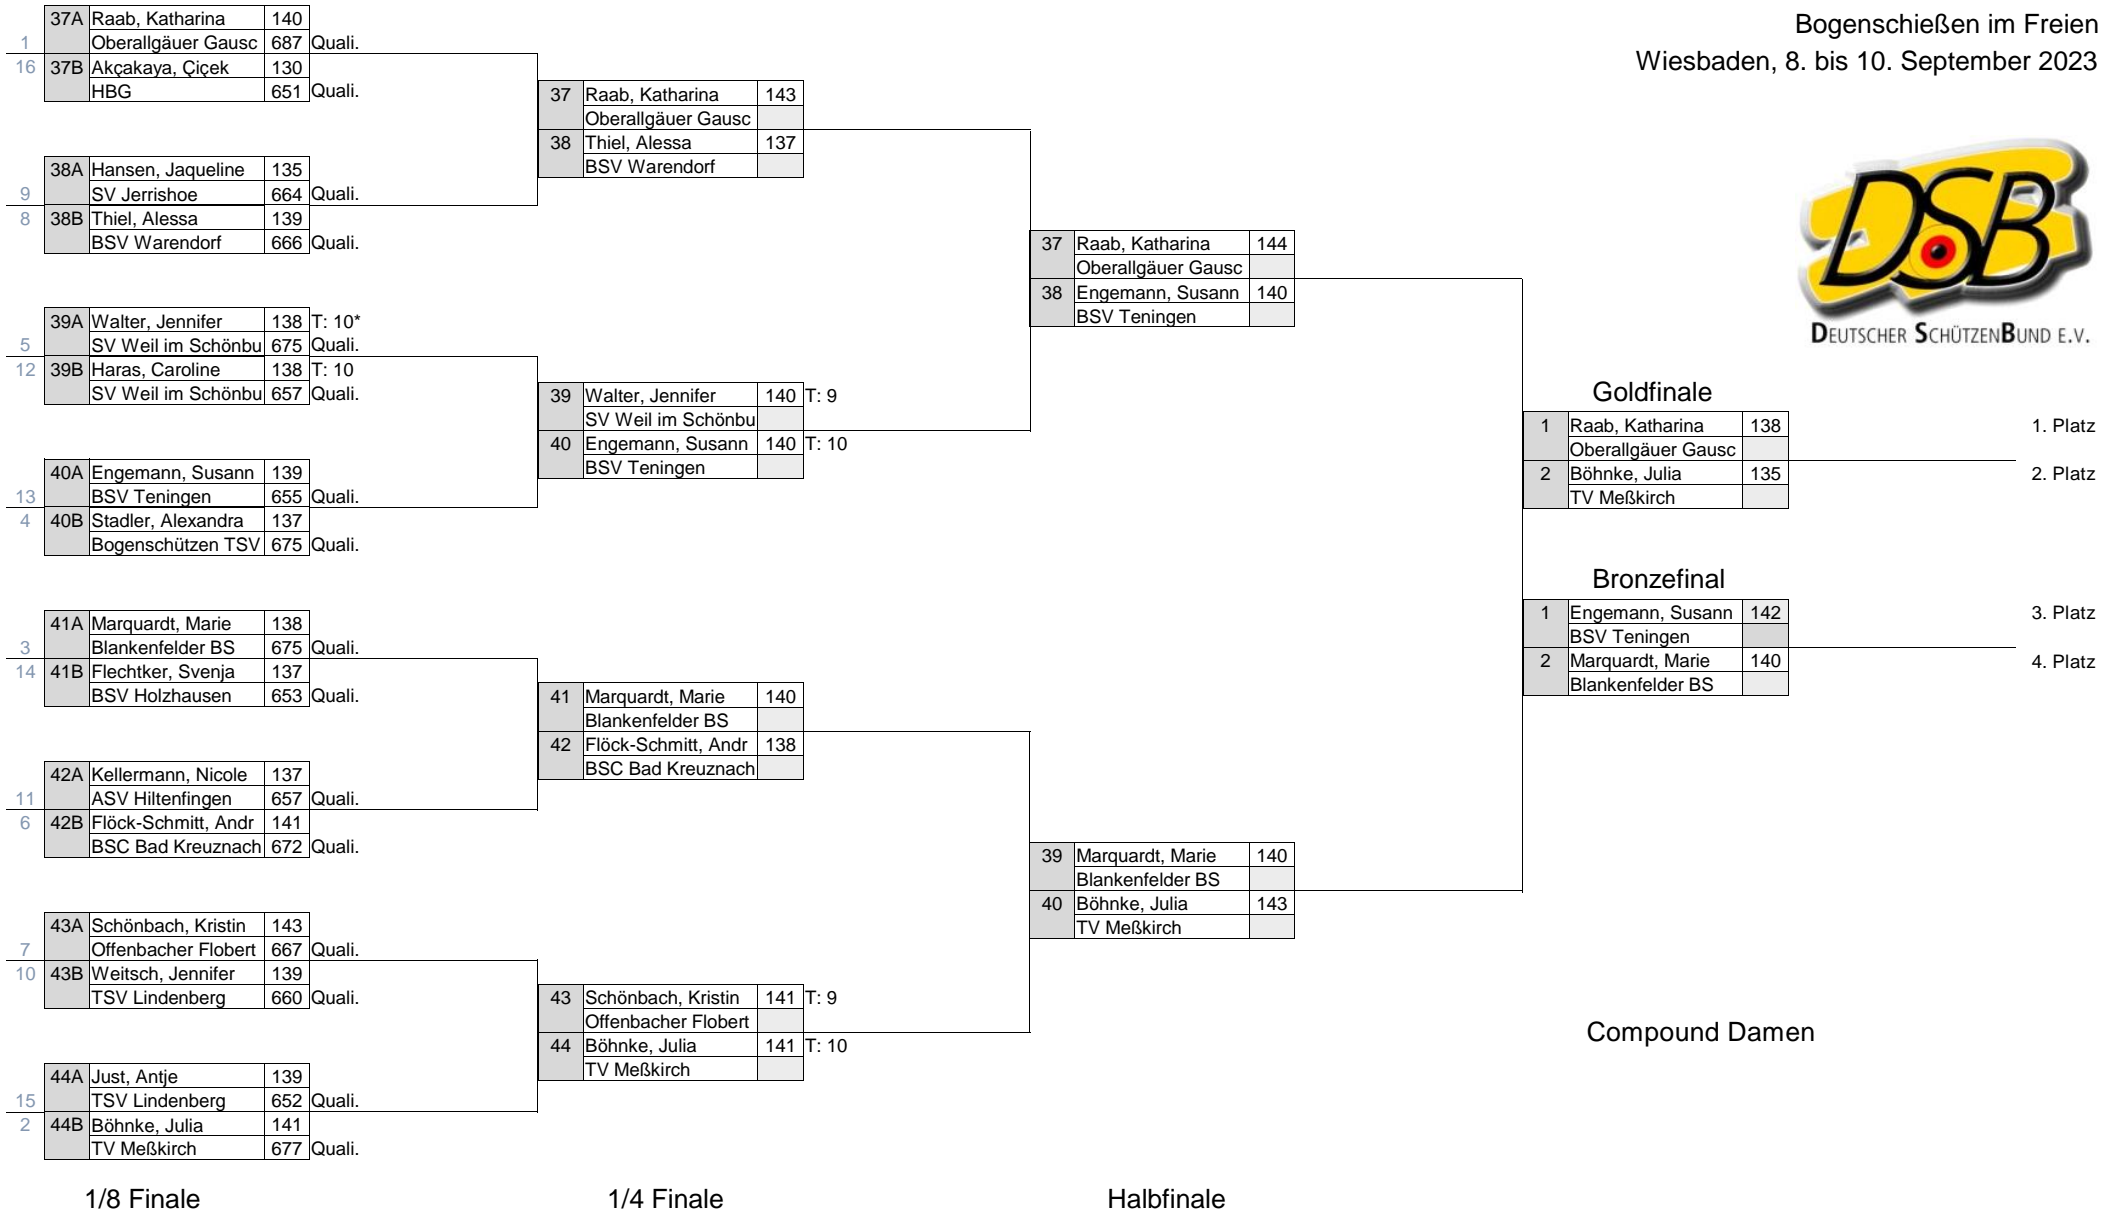 Bogenschießen im Freien
Wiesbaden, 8. bis 10. September 2023
DSB
DEUTSCHER SCHÜTZENBUND E.V.
37A Raab, Katharina 140
1 Oberallgäuer Gausc 687 Quali.
16 37B Akçakaya, Çiçek 130
HBG 651 Quali.
38A Hansen, Jaqueline 135
9 SV Jerrishoe 664 Quali.
8 38B Thiel, Alessa 139
BSV Warendorf 666 Quali.
39A Walter, Jennifer 138 T: 10*
5 SV Weil im Schönbu 675 Quali.
12 39B Haras, Caroline 138 T: 10
SV Weil im Schönbu 657 Quali.
40A Engemann, Susann 139
13 BSV Teningen 655 Quali.
4 40B Stadler, Alexandra 137
Bogenschützen TSV 675 Quali.
41A Marquardt, Marie 138
3 Blankenfelder BS 675 Quali.
14 41B Flechtker, Svenja 137
BSV Holzhausen 653 Quali.
42A Kellermann, Nicole 137
11 ASV Hiltenfingen 657 Quali.
6 42B Flöck-Schmitt, Andr 141
BSC Bad Kreuznach 672 Quali.
43A Schönbach, Kristin 143
7 Offenbacher Flobert 667 Quali.
10 43B Weitsch, Jennifer 139
TSV Lindenberg 660 Quali.
44A Just, Antje 139
15 TSV Lindenberg 652 Quali.
2 44B Böhnke, Julia 141
TV Meßkirch 677 Quali.
1/8 Finale
37 Raab, Katharina 143
Oberallgäuer Gausc
38 Thiel, Alessa 137
BSV Warendorf
39 Walter, Jennifer 140 T: 9
SV Weil im Schönbu
40 Engemann, Susann 140 T: 10
BSV Teningen
41 Marquardt, Marie 140
Blankenfelder BS
42 Flöck-Schmitt, Andr 138
BSC Bad Kreuznach
43 Schönbach, Kristin 141 T: 9
Offenbacher Flobert
44 Böhnke, Julia 141 T: 10
TV Meßkirch
1/4 Finale
37 Raab, Katharina 144
Oberallgäuer Gausc
38 Engemann, Susann 140
BSV Teningen
39 Marquardt, Marie 140
Blankenfelder BS
40 Böhnke, Julia 143
TV Meßkirch
Halbfinale
Goldfinale
1 Raab, Katharina 138 1. Platz
Oberallgäuer Gausc
2 Böhnke, Julia 135 2. Platz
TV Meßkirch
Bronzefinal
1 Engemann, Susann 142 3. Platz
BSV Teningen
2 Marquardt, Marie 140 4. Platz
Blankenfelder BS
Compound Damen